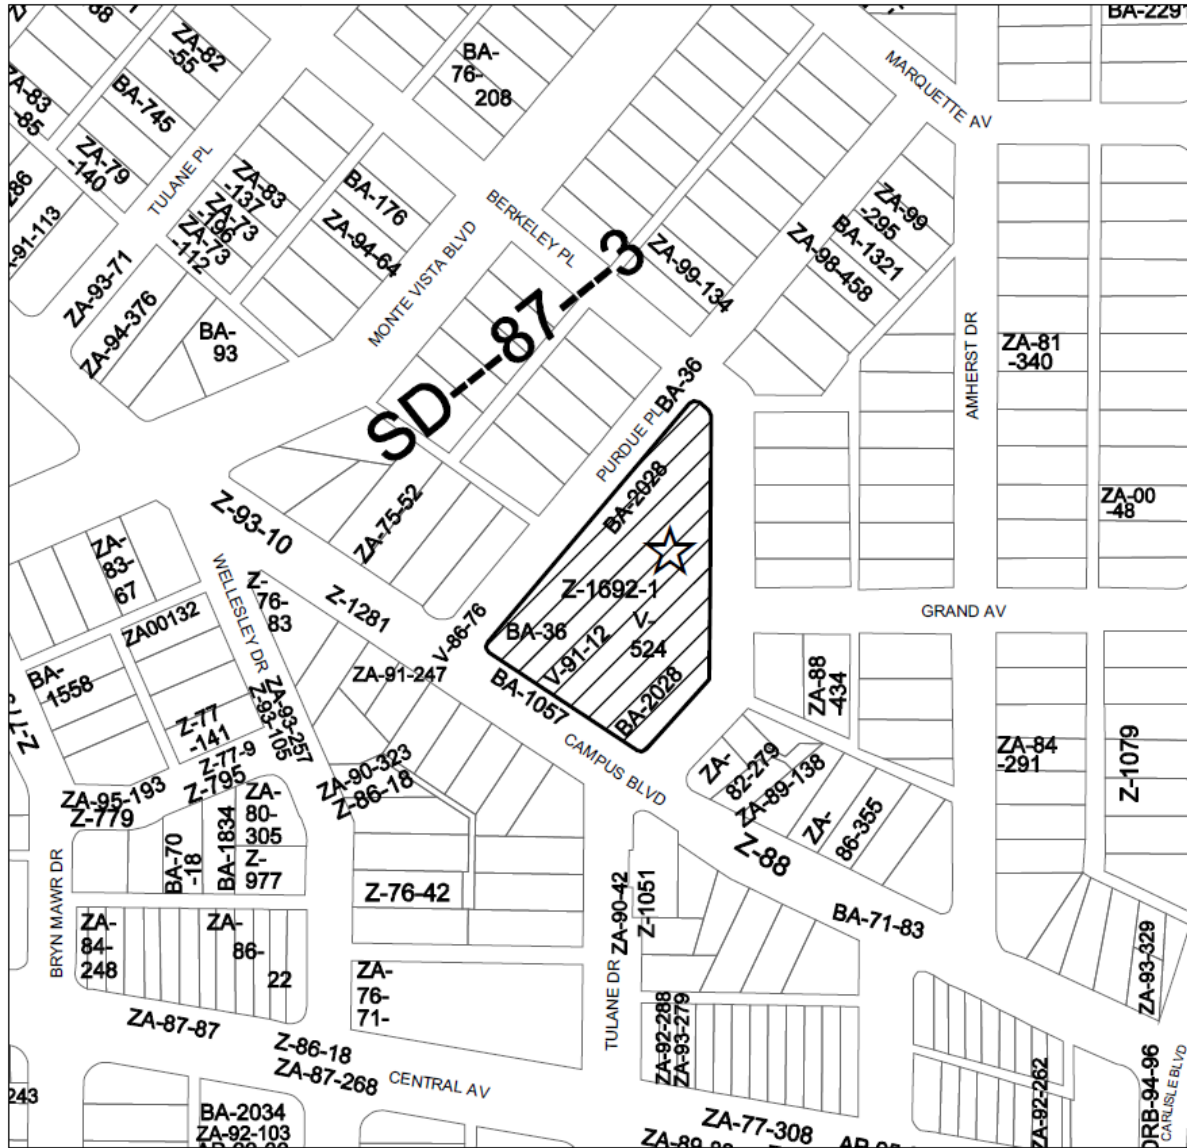 88
BA-2291
ZA-82
-55
BA-
76-
208
MARQUETTE AV
ZA-83
-85
BA-745
ZA-79
-140
TULANE PL
286
ZA-83
-137
ZA-73
-196
ZA-73
-112
BA-176
ZA-94-64
BERKELEY PL
MONTE VISTA BLVD
ZA-99
-295
BA-1321
ZA-98-458
ZA-99-134
A-91-113
ZA-93-71
ZA-94-376
BA-
93
SD-87-3
AMHERST DR
ZA-81
-340
BA-36
PURDUE PL
BA-2028
ZA-00
-48
Z-93-10
ZA-75-52
ZA-
83-
67
WELLESLEY DR
Z-
76-
83
Z-1281
V-86-76
Z-1692-1
BA-36
V-91-12
V-
524
BA-2028
BA-1057
GRAND AV
ZA00132
BA-
1558
ZA-91-247
ZA-93-257
Z-93-105
Z-77
-141
Z-77-9
Z-795
ZA-95-193
Z-779
ZA-90-323
Z-86-18
CAMPUS BLVD
ZA-88
-434
ZA-
82-279
ZA-89-138
ZA-
86-355
ZA-84
-291
Z-1079
Z-88
BA-71-83
BRYN MAWR DR
BA-70
-18
BA-1834
ZA-
80-
305
Z-
977
Z-76-42
ZA-90-42
Z-1051
ZA-
84-
248
ZA-
86-
22
ZA-
76-
71-
TULANE DR
ZA-92-288
ZA-93-279
ZA-93-329
ZA-87-87
Z-86-18
ZA-87-268
CENTRAL AV
ZA-92-262
DRB-94-96
CARLISLE BLVD
243
BA-2034
ZA-92-103
ZA-77-308